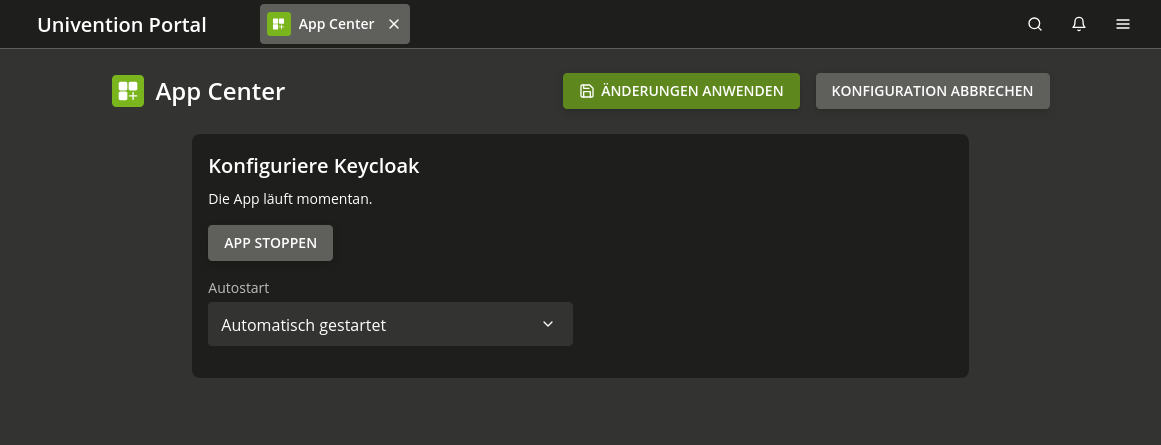 Univention Portal
App Center
App Center
ÄNDERUNGEN ANWENDEN
KONFIGURATION ABBRECHEN
Konfiguriere Keycloak
Die App läuft momentan.
APP STOPPEN
Autostart
Automatisch gestartet